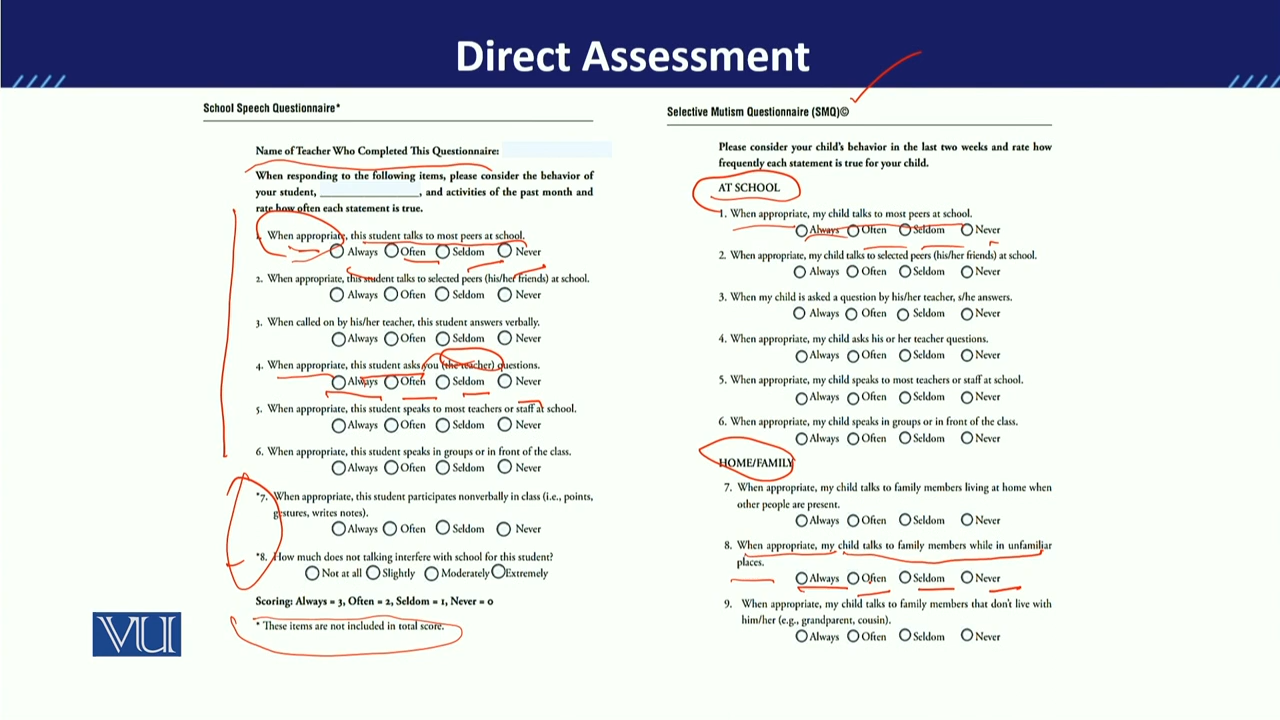 Direct Assessment
School Speech Questionnaire*
Name of Teacher Who Completed This Questionnaire:
When responding to the following items, please consider the behavior of
your student, ____________________, and activities of the past month and
rate how often each statement is true.
1. When appropriate, this student talks to most peers at school.
Always Often Seldom Never
2. When appropriate, this student talks to selected peers (his/her friends) at school.
Always Often Seldom Never
3. When called on by his/her teacher, this student answers verbally.
Always Often Seldom Never
4. When appropriate, this student asks you (the teacher) questions.
Always Often Seldom Never
5. When appropriate, this student speaks to most teachers or staff at school.
Always Often Seldom Never
6. When appropriate, this student speaks in groups or in front of the class.
Always Often Seldom Never
*7. When appropriate, this student participates nonverbally in class (i.e., points,
gestures, writes notes).
Always Often Seldom Never
*8. How much does not talking interfere with school for this student?
Not at all Slightly Moderately Extremely
Scoring: Always = 3, Often = 2, Seldom = 1, Never = 0
* These items are not included in total score.
VU
Selective Mutism Questionnaire (SMQ)©
Please consider your child's behavior in the last two weeks and rate how
frequently each statement is true for your child.
AT SCHOOL
1. When appropriate, my child talks to most peers at school.
Always Often Seldom Never
2. When appropriate, my child talks to selected peers (his/her friends) at school.
Always Often Seldom Never
3. When my child is asked a question by his/her teacher, s/he answers.
Always Often Seldom Never
4. When appropriate, my child asks his or her teacher questions.
Always Often Seldom Never
5. When appropriate, my child speaks to most teachers or staff at school.
Always Often Seldom Never
6. When appropriate, my child speaks in groups or in front of the class.
Always Often Seldom Never
HOME/FAMILY
7. When appropriate, my child talks to family members living at home when
other people are present.
Always Often Seldom Never
8. When appropriate, my child talks to family members while in unfamiliar
places.
Always Often Seldom Never
9. When appropriate, my child talks to family members that don't live with
him/her (e.g., grandparent, cousin).
Always Often Seldom Never